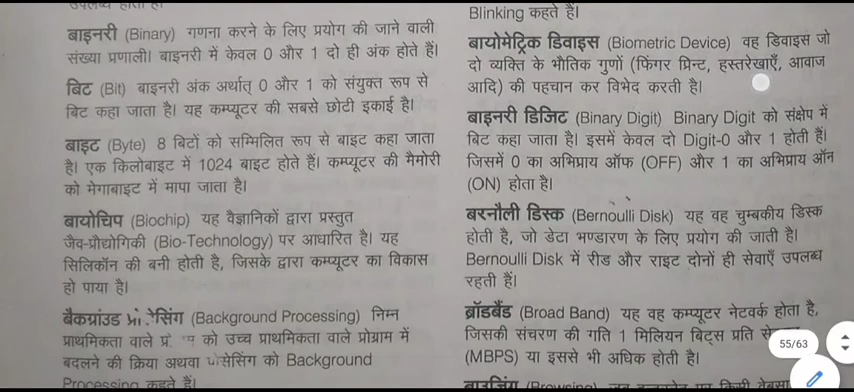 बाइनरी (Binary) गणना करने के लिए प्रयोग की जाने वाली
संख्या प्रणाली। बाइनरी में केवल 0 और 1 दो ही अंक होते हैं।
बिट (Bit) बाइनरी अंक अर्थात् 0 और 1 को संयुक्त रूप से
बिट कहा जाता है। यह कम्प्यूटर की सबसे छोटी इकाई है।
बाइट (Byte) 8 बिटों को सम्मिलित रूप से बाइट कहा जाता
है। एक किलोबाइट में 1024 बाइट होते हैं। कम्प्यूटर की मैमोरी
को मेगाबाइट में मापा जाता है।
बायोचिप (Biochip) यह वैज्ञानिकों द्वारा प्रस्तुत
जैव-प्रौद्योगिकी (Bio-Technology) पर आधारित है। यह
सिलिकॉन की बनी होती है, जिसके द्वारा कम्प्यूटर का विकास
हो पाया है।
बैकग्रांउड (Background Processing) निम्न
प्राथमिकता वाले को उच्च प्राथमिकता वाले प्रोग्राम में
बदलने की क्रिया अथवा को Background
Processing कहते हैं।
Blinking कहते हैं।
बायोमेट्रिक डिवाइस (Biometric Device) वह डिवाइस जो
दो व्यक्ति के भौतिक गुणों (फिंगर प्रिन्ट, हस्तरेखाएँ, आवाज
आदि) की पहचान कर विभेद करती है।
बाइनरी डिजिट (Binary Digit) Binary Digit को संक्षेप में
बिट कहा जाता है। इसमें केवल दो Digit-0 और 1 होती हैं।
जिसमें 0 का अभिप्राय ऑफ (OFF) और 1 का अभिप्राय ऑन
(ON) होता है।
बरनौली डिस्क (Bernoulli Disk) यह वह चुम्बकीय डिस्क
होती है, जो डेटा भण्डारण के लिए प्रयोग की जाती है।
Bernoulli Disk में रीड और राइट दोनों ही सेवाएँ उपलब्ध
रहती हैं।
ब्रॉडबैंड (Broad Band) यह वह कम्प्यूटर नेटवर्क होता है,
जिसकी संचरण की गति 1 मिलियन बिट्स प्रति
(MBPS) या इससे भी अधिक होती है।
55/63